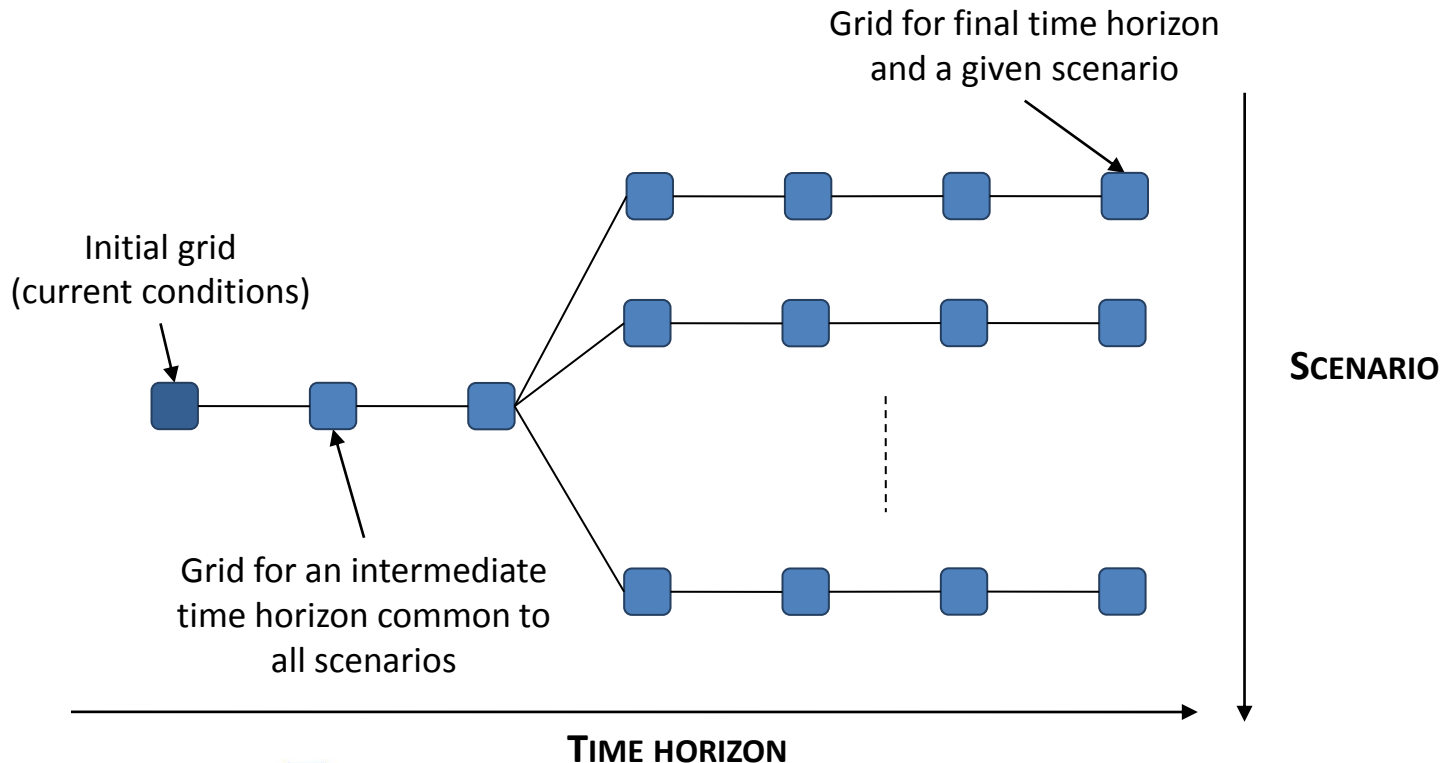 Grid for final time horizon
and a given scenario
Initial grid
(current conditions)
SCENARIO
Grid for an intermediate
time horizon common to
all scenarios
TIME HORIZON